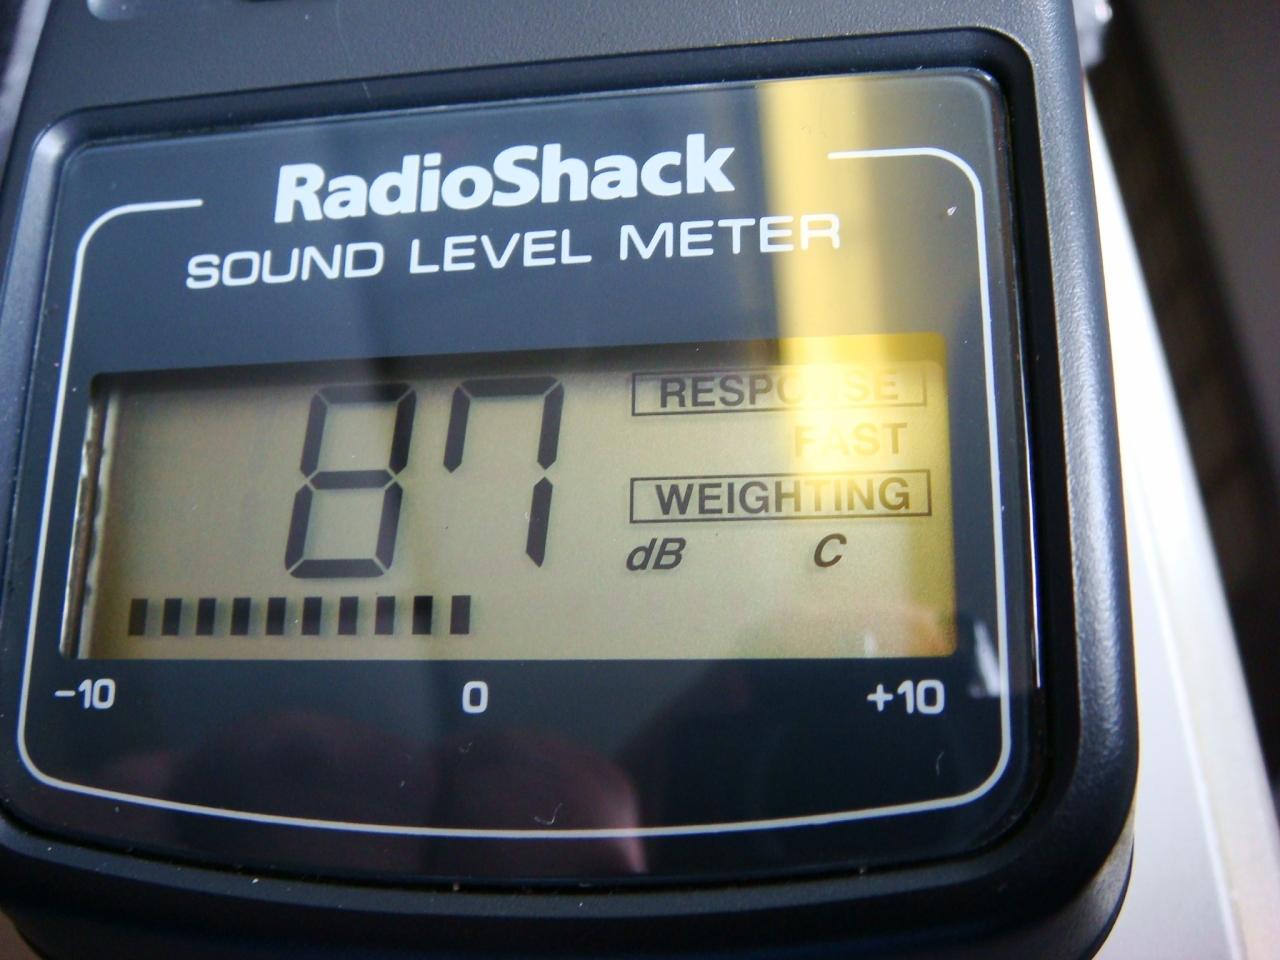 RadioShack
SOUND LEVEL METER
87
RESPONSE
FAST
WEIGHTING
dB C
-10 0 +10